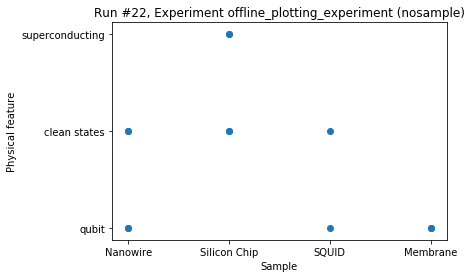 Run #22, Experiment offline_plotting_experiment (nosample)
superconducting
clean states
qubit
Physical feature
Nanowire Silicon Chip SQUID Membrane
Sample